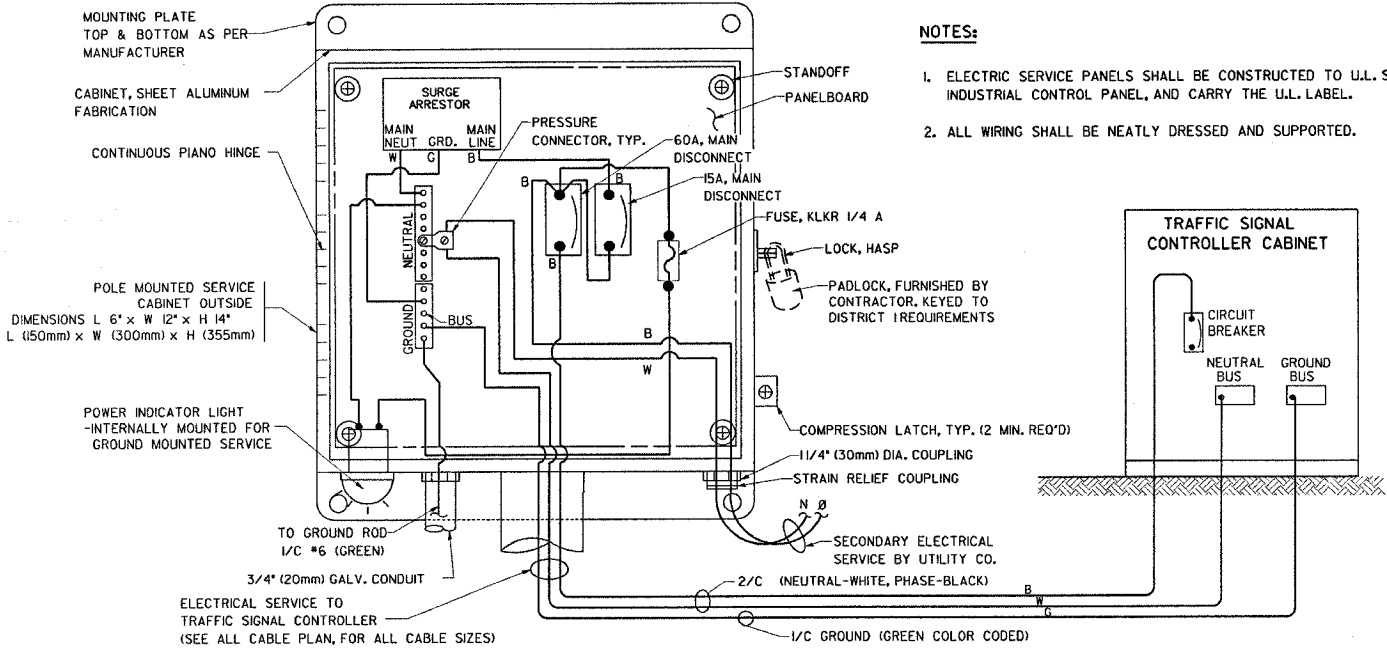 MOUNTING PLATE
TOP & BOTTOM AS PER
MANUFACTURER
CABINET, SHEET ALUMINUM
FABRICATION
CONTINUOUS PIANO HINGE
POLE MOUNTED SERVICE
CABINET OUTSIDE
DIMENSIONS L 6" x W 12" x H 14"
L (150mm) x W (300mm) x H (355mm)
POWER INDICATOR LIGHT
-INTERNALLY MOUNTED FOR
GROUND MOUNTED SERVICE
TO GROUND ROD
1/C #6 (GREEN)
3/4" (20mm) GALV. CONDUIT
ELECTRICAL SERVICE TO
TRAFFIC SIGNAL CONTROLLER
(SEE ALL CABLE PLAN, FOR ALL CABLE SIZES)
SURGE
ARRESTOR
MAIN MAIN
NEUT GRD. LINE
W G B
NEUTRAL
GROUND
BUS
PRESSURE
CONNECTOR, TYP.
STANDOFF
PANELBOARD
60A, MAIN
DISCONNECT
15A, MAIN
DISCONNECT
B
B
B
FUSE, KLKR 1/4 A
LOCK, HASP
PADLOCK, FURNISHED BY
CONTRACTOR. KEYED TO
DISTRICT 1 REQUIREMENTS
B
W
COMPRESSION LATCH, TYP. (2 MIN. REQ'D)
1 1/4" (30mm) DIA. COUPLING
STRAIN RELIEF COUPLING
N Ø
SECONDARY ELECTRICAL
SERVICE BY UTILITY CO.
2/C (NEUTRAL-WHITE, PHASE-BLACK)
B
W
G
1/C GROUND (GREEN COLOR CODED)
NOTES:
1. ELECTRIC SERVICE PANELS SHALL BE CONSTRUCTED TO U.L. S
INDUSTRIAL CONTROL PANEL, AND CARRY THE U.L. LABEL.
2. ALL WIRING SHALL BE NEATLY DRESSED AND SUPPORTED.
TRAFFIC SIGNAL
CONTROLLER CABINET
CIRCUIT
BREAKER
NEUTRAL
BUS
GROUND
BUS